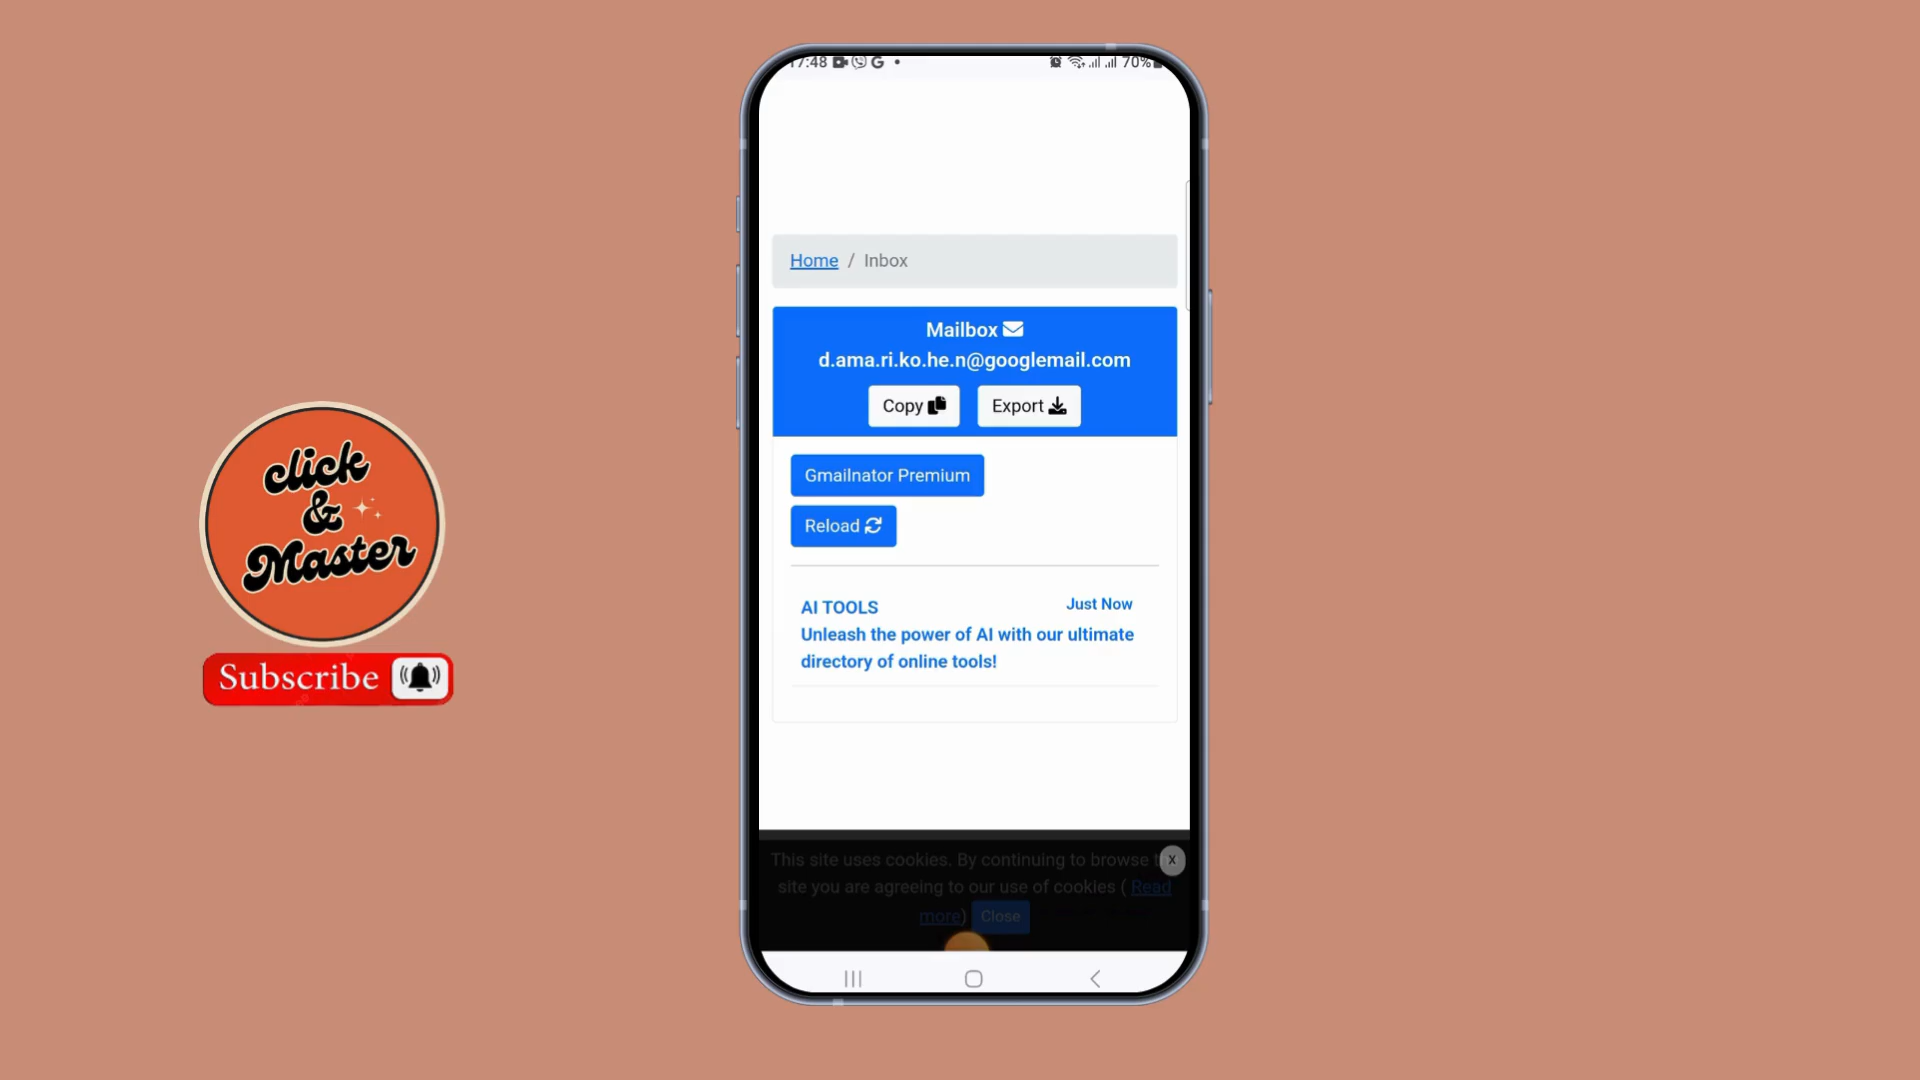 17:48
70%
Home / Inbox
Mailbox
d.ama.ri.ko.he.n@googlemail.com
Copy
Export
Gmailnator Premium
Reload
AI TOOLS
Just Now
Unleash the power of AI with our ultimate
directory of online tools!
This site uses cookies. By continuing to browse
x
site you are agreeing to our use of cookies ( Read
more) Close
click
&
Master
Subscribe